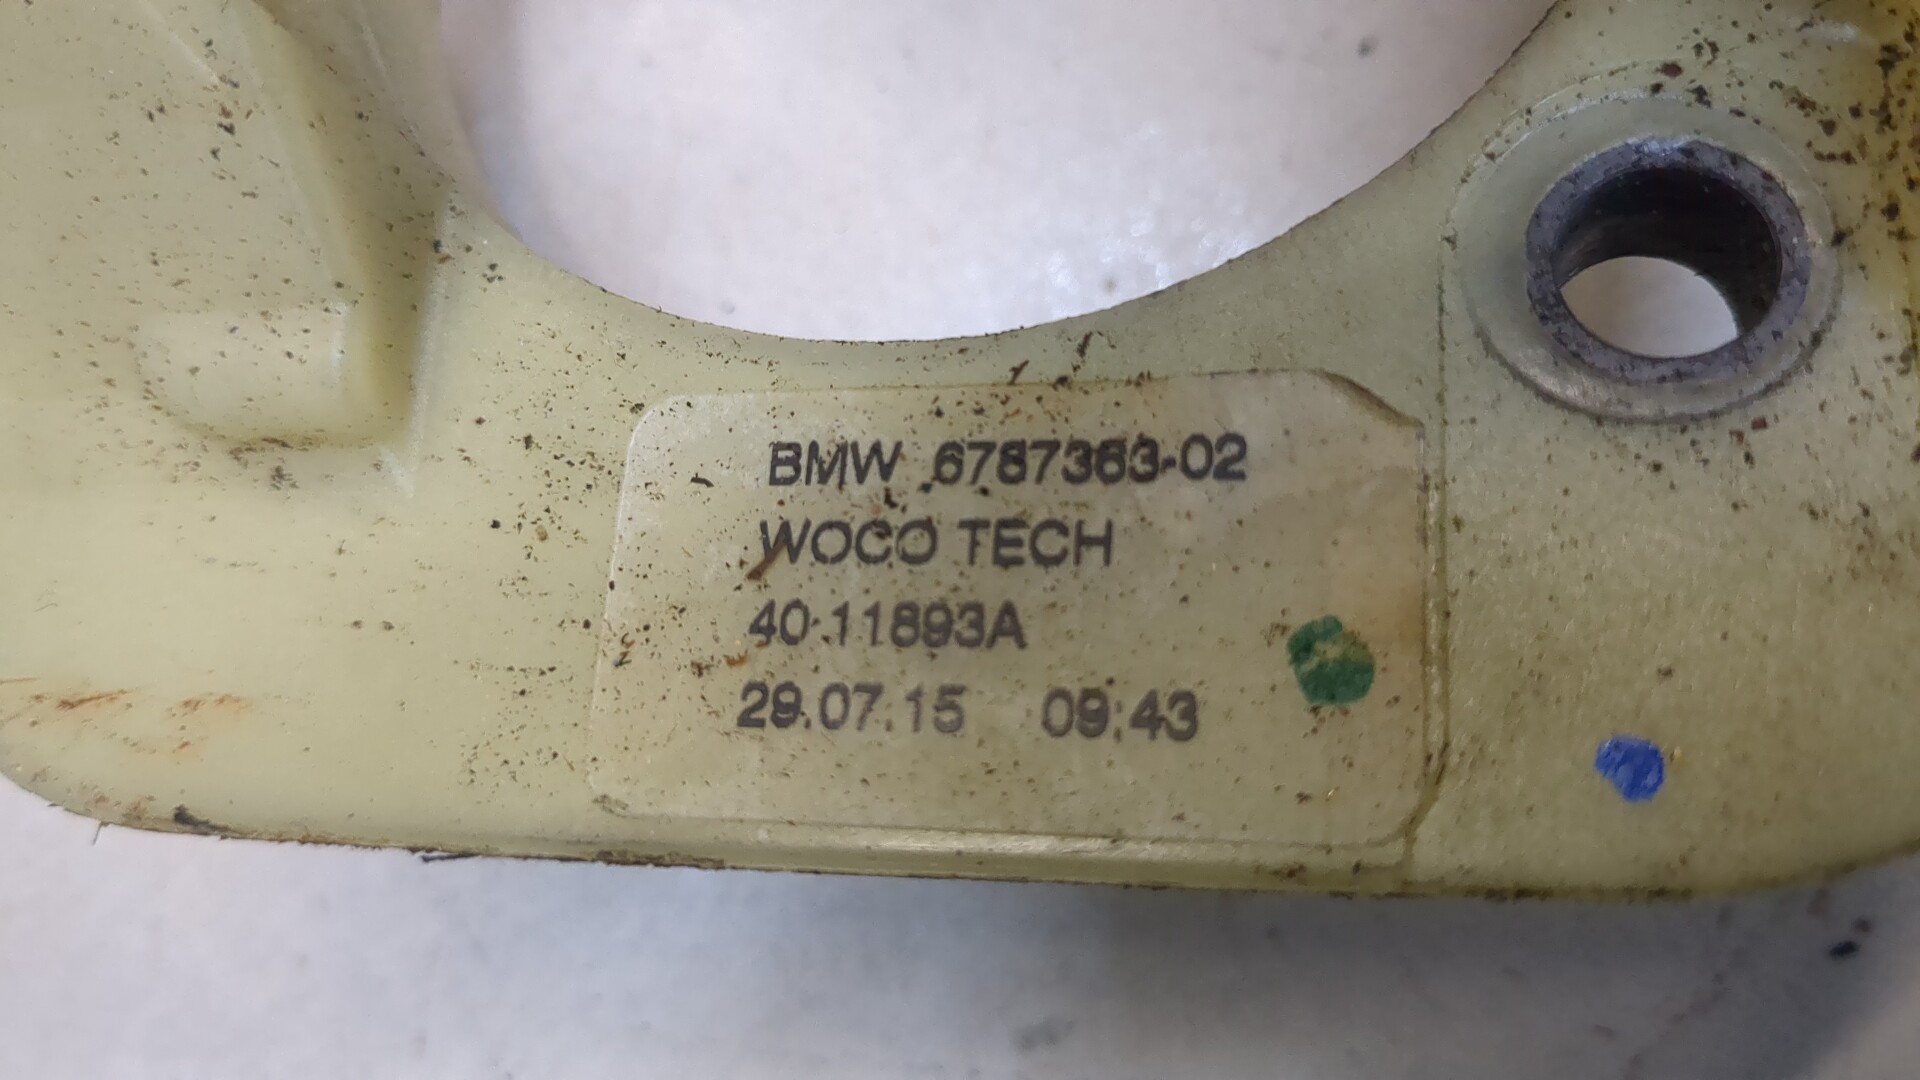 BMW 6787363-02
WOCO TECH
40.11893A
29.07.15 09:43